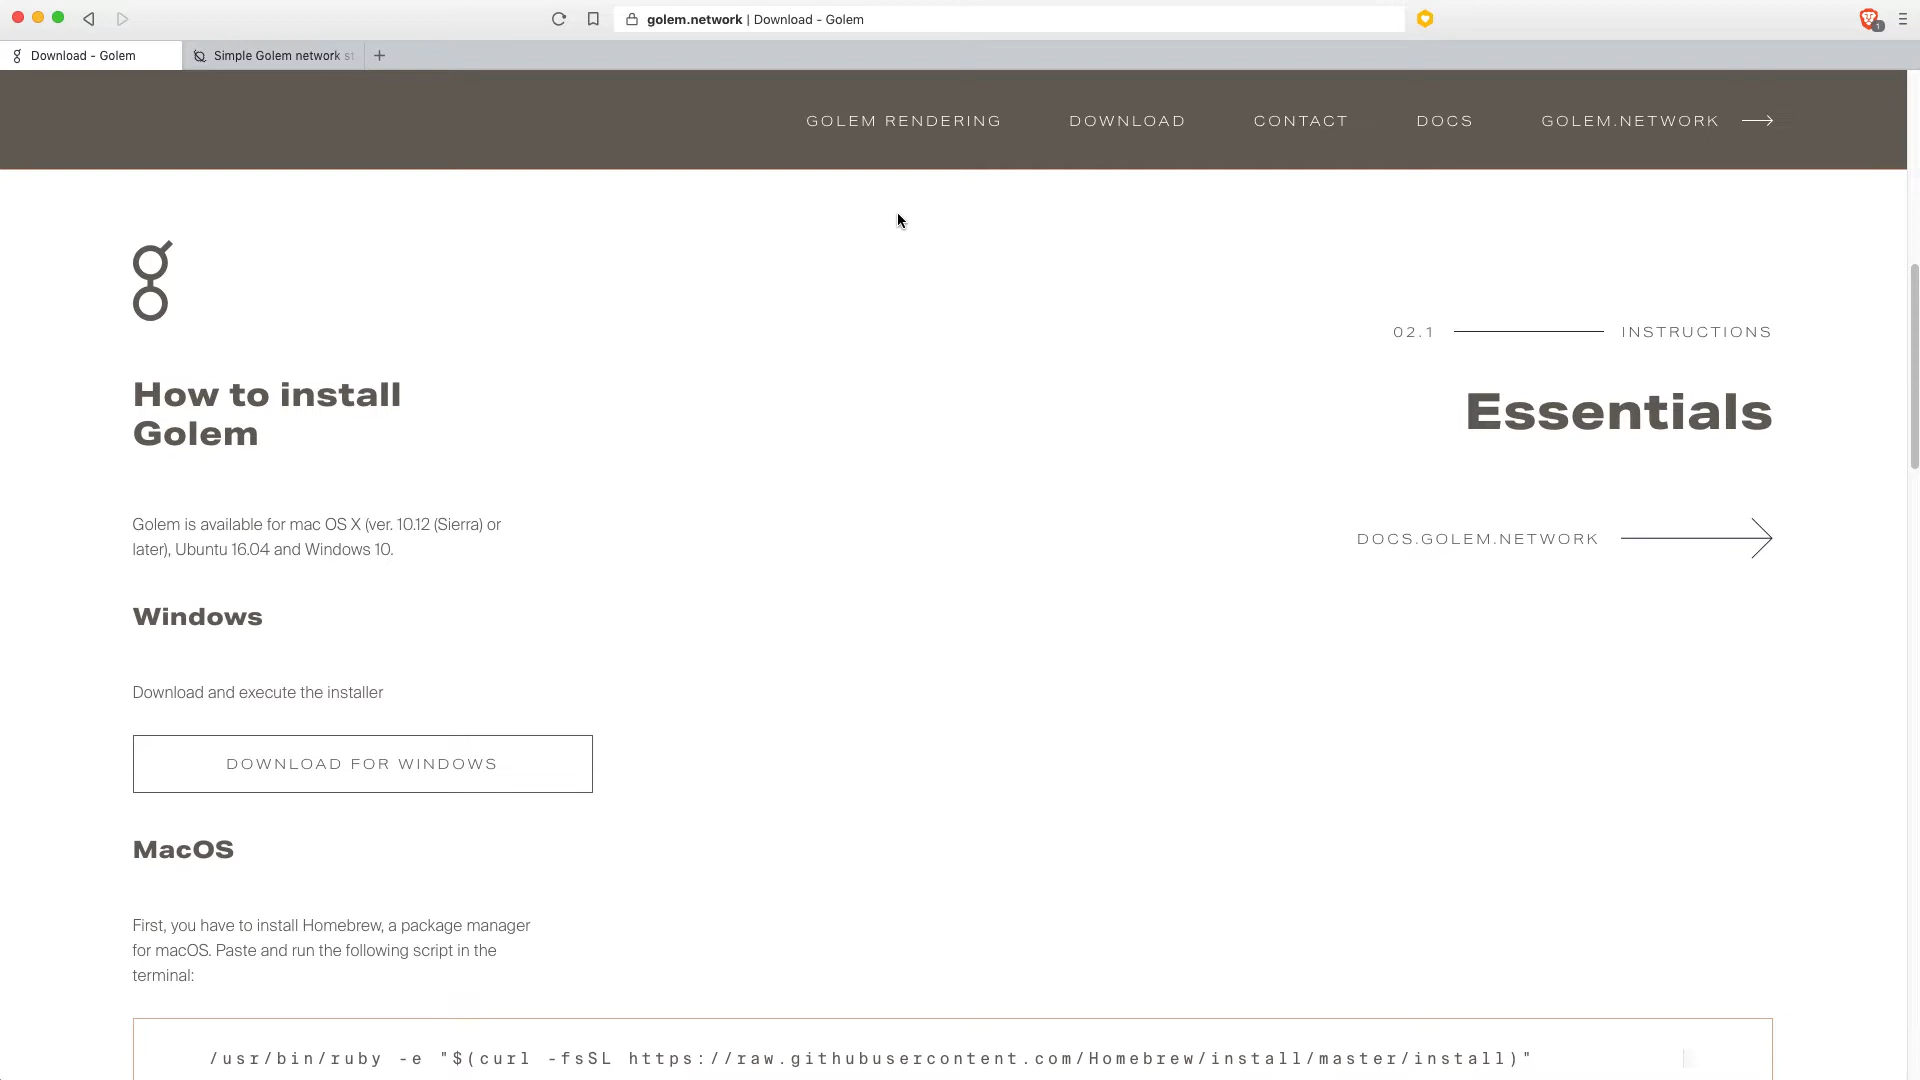 golem.network | Download - Golem
1
Download - Golem
Simple Golem network st
GOLEM RENDERING
DOWNLOAD
CONTACT
DOCS
GOLEM.NETWORK
02.1
INSTRUCTIONS
How to install
Golem
Essentials
Golem is available for mac OS X (ver. 10.12 (Sierra) or
later), Ubuntu 16.04 and Windows 10.
DOCS.GOLEM.NETWORK
Windows
Download and execute the installer
DOWNLOAD FOR WINDOWS
MacOS
First, you have to install Homebrew, a package manager
for macOS. Paste and run the following script in the
terminal:
/usr/bin/ruby -e "$(curl -fsSL https://raw.githubusercontent.com/Homebrew/install/master/install)"